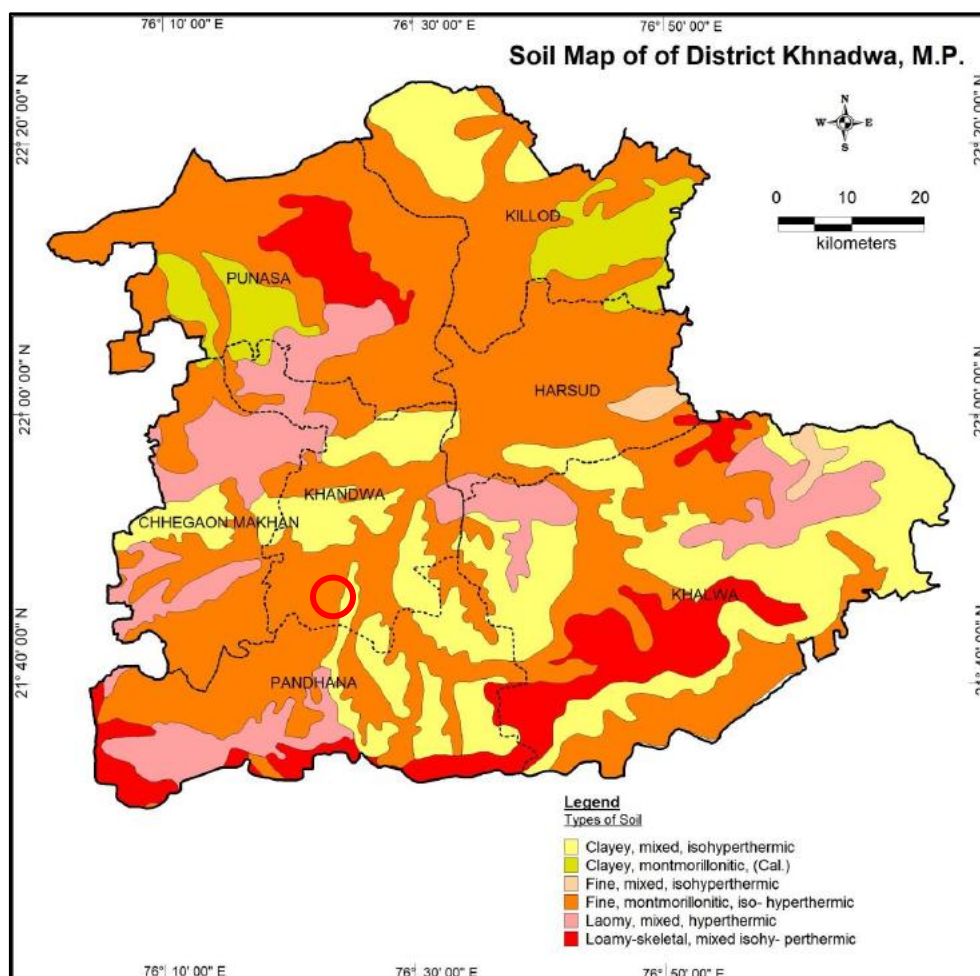 76° 10' 00" E 76° 30' 00" E 76° 50' 00" E
Soil Map of of District Khnadwa, M.P.
22° 20' 00" N
22° 20' 00" N
N
W E
S
0 10 20
kilometers
KILLOD
PUNASA
22° 00' 00" N
HARSUD
22° 00' 00" N
KHANDWA
CHHEGAON MAKHAN
KHALWA
21° 40' 00" N
PANDHANA
21° 40' 00" N
Legend
Types of Soil
Clayey, mixed, isohyperthermic
Clayey, montmorillonitic, (Cal.)
Fine, mixed, isohyperthermic
Fine, montmorillonitic, iso- hyperthermic
Laomy, mixed, hyperthermic
Loamy-skeletal, mixed isohy- perthermic
76° 10' 00" E 76° 30' 00" E 76° 50' 00" E